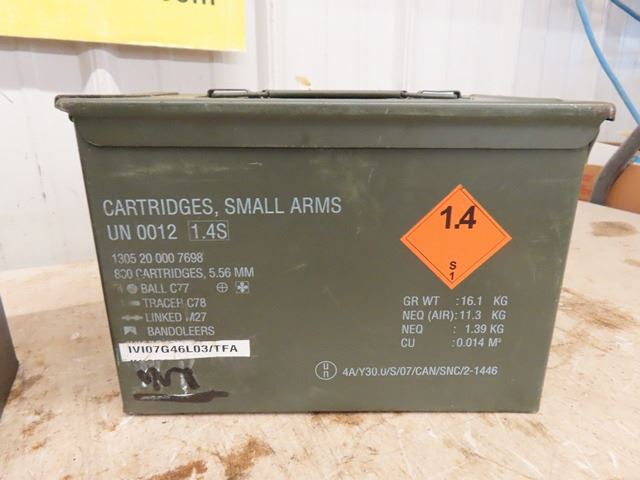 CARTRIDGES, SMALL ARMS
UN 0012 1.4S
1305 20 000 7698
800 CARTRIDGES, 5.56 MM
4 BALL C77
TRACER C78
LINKED M27
BANDOLEERS
IVI07G46L03/TFA
1.4
S
1
GR WT : 16.1 KG
NEQ (AIR) : 11.3 KG
NEQ : 1.39 KG
CU : 0.014 M³
u n 4A/Y30.0/S/07/CAN/SNC/2-1446